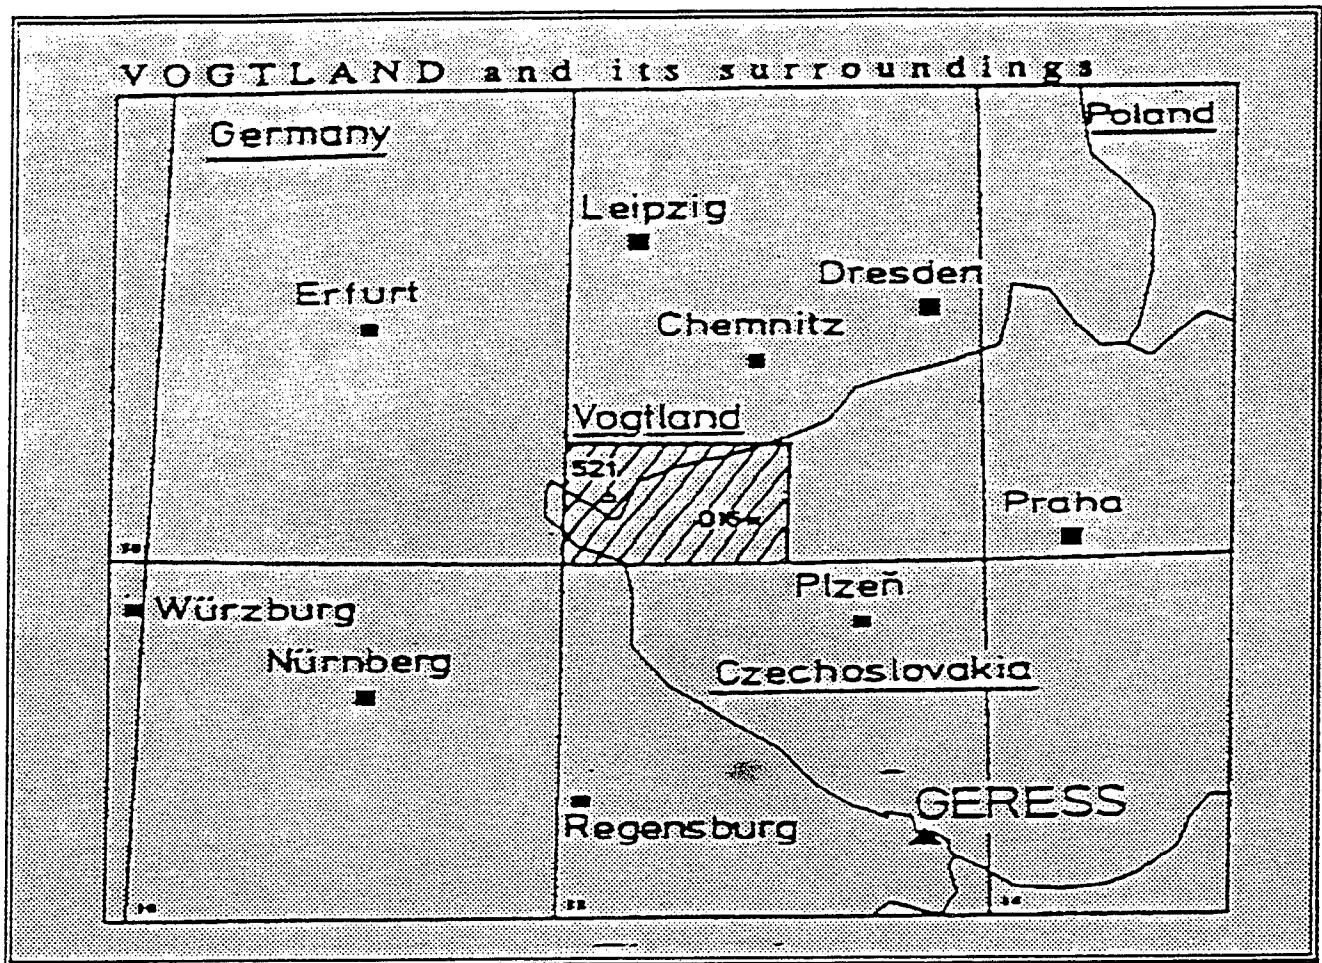 VOGTLAND and its surroundings
Germany
Poland
Leipzig
Dresden
Erfurt
Chemnitz
Vogtland
521
Praha
Plzeň
Würzburg
Nürnberg
Czechoslovakia
GERESS
Regensburg